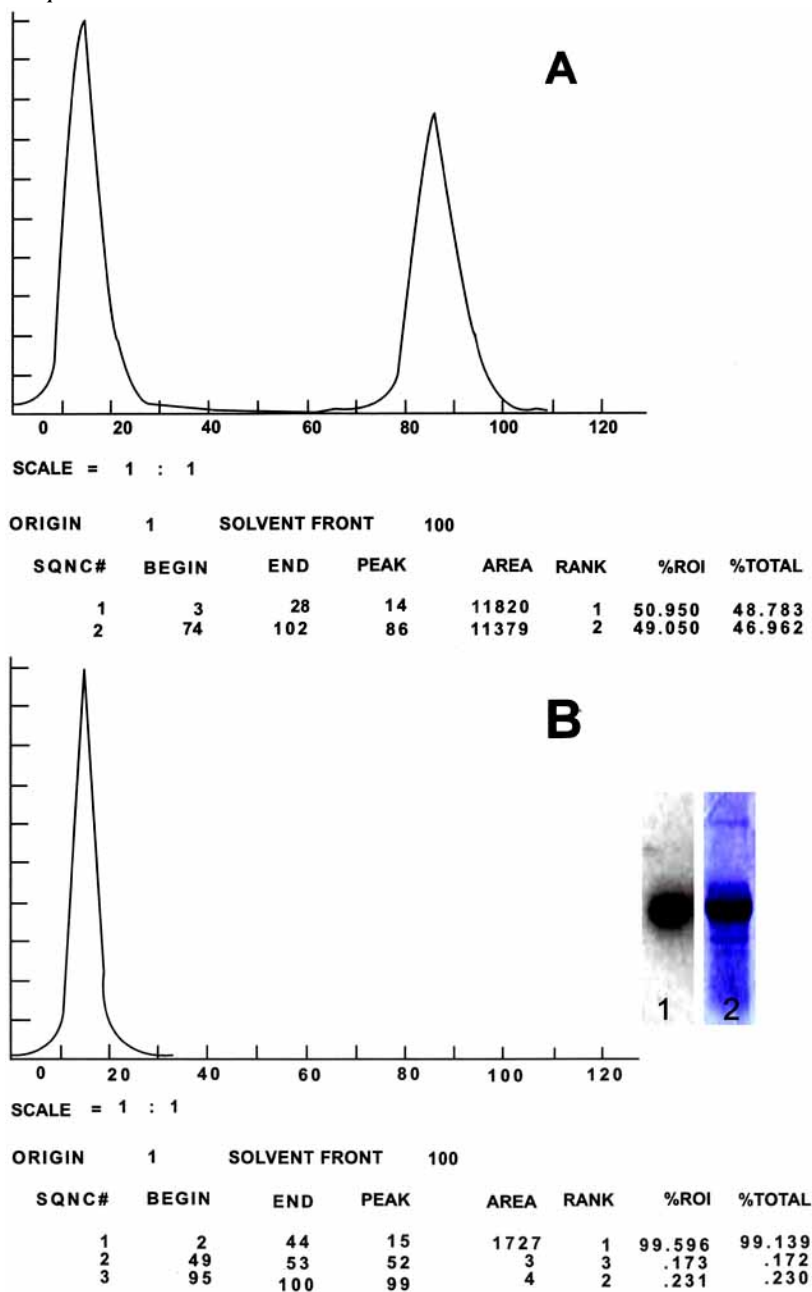 A
0 20 40 60 80 100 120
SCALE = 1 : 1
ORIGIN 1 SOLVENT FRONT 100
SQNC# BEGIN END PEAK AREA RANK %ROI %TOTAL
1 3 28 14 11820 1 50.950 48.783
2 74 102 86 11379 2 49.050 46.962
B
1 2
0 20 40 60 80 100 120
SCALE = 1 : 1
ORIGIN 1 SOLVENT FRONT 100
SQNC# BEGIN END PEAK AREA RANK %ROI %TOTAL
1 2 44 15 1727 1 99.596 99.139
2 49 53 52 3 3 .173 .172
3 95 100 99 4 2 .231 .230